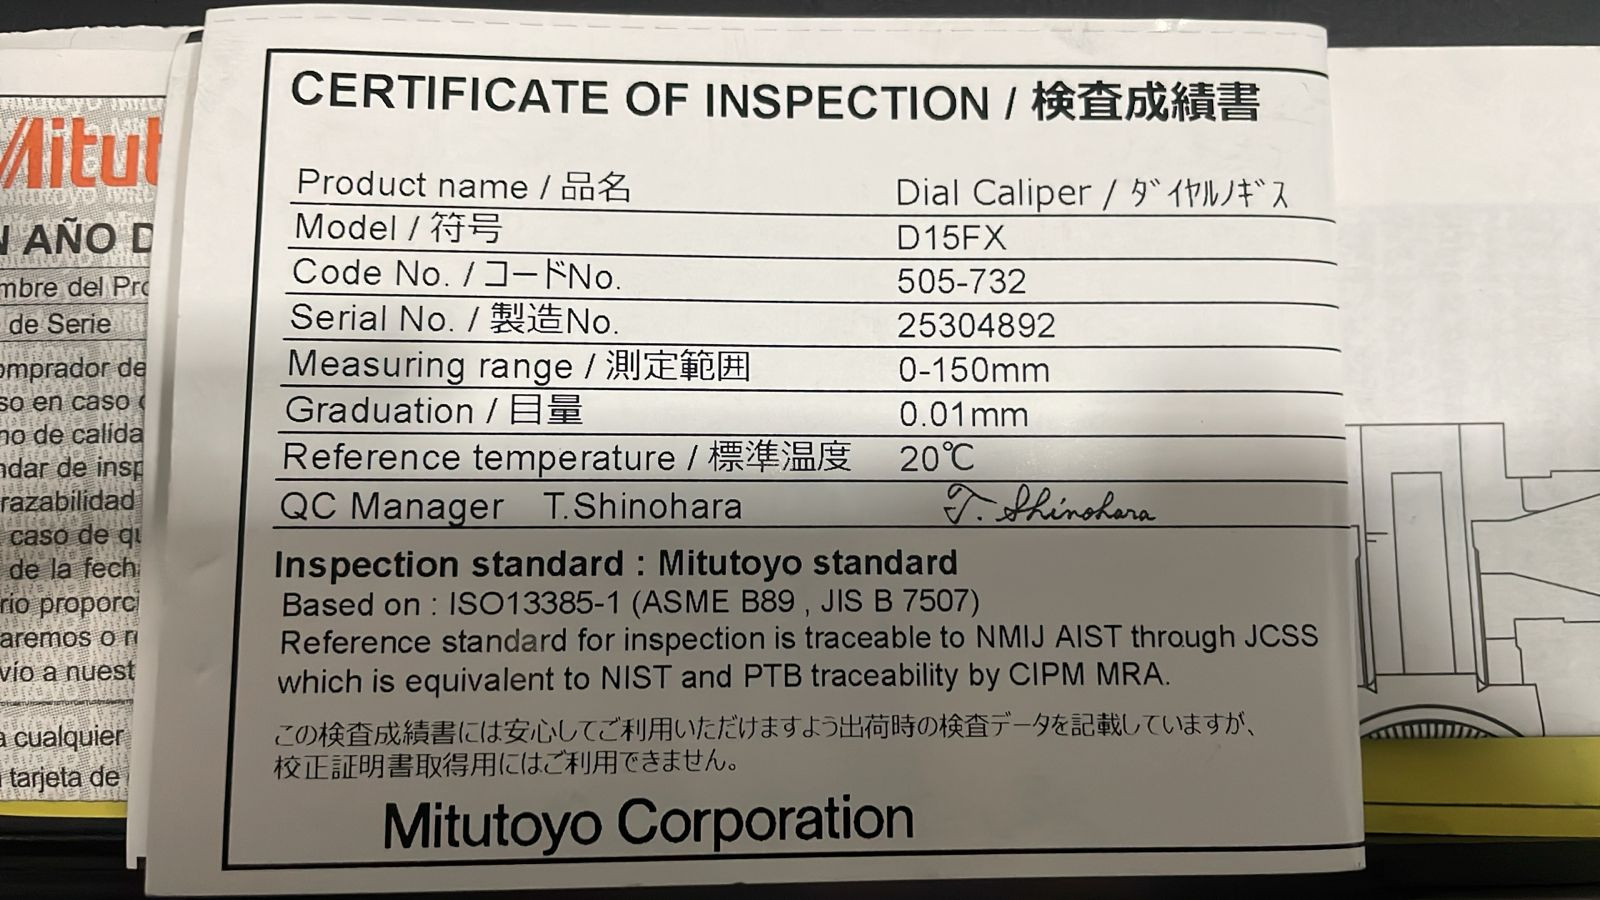 CERTIFICATE OF INSPECTION / 検査成績書
Product name / 品名 Dial Caliper / ダイヤルノギス
Model / 符号 D15FX
Code No. / コードNo. 505-732
Serial No. / 製造No. 25304892
Measuring range / 測定範囲 0-150mm
Graduation / 目量 0.01mm
Reference temperature / 標準温度 20℃
QC Manager T.Shinohara T. Shinohara
Inspection standard : Mitutoyo standard
Based on : ISO13385-1 (ASME B89 , JIS B 7507)
Reference standard for inspection is traceable to NMIJ AIST through JCSS
which is equivalent to NIST and PTB traceability by CIPM MRA.
この検査成績書には安心してご利用いただけますよう出荷時の検査データを記載していますが、
校正証明書取得用にはご利用できません。
Mitutoyo Corporation
Mitut
AÑO D
mbre del Pro
de Serie
omprador de
so en caso
no de calida
ndar de insp
razabilidad
caso de qu
de la fech
rio proporc
aremos o r
vío a nuest
a cualquier
tarjeta de